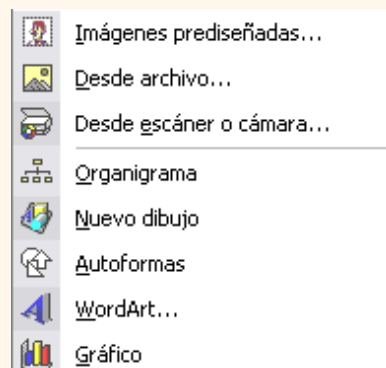 Imágenes prediseñadas...
Desde archivo...
Desde escáner o cámara...
Organigrama
Nuevo dibujo
Autoformas
WordArt...
Gráfico